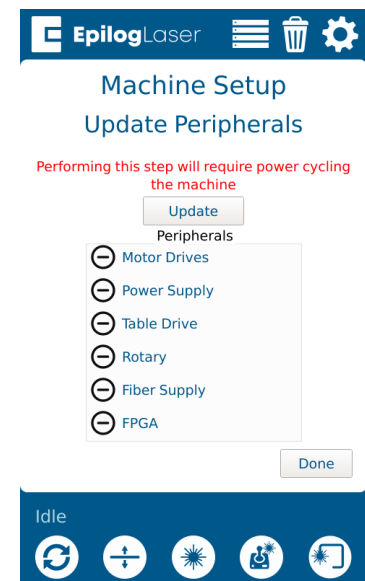 EpilogLaser
Machine Setup
Update Peripherals
Performing this step will require power cycling
the machine
Update
Peripherals
Motor Drives
Power Supply
Table Drive
Rotary
Fiber Supply
FPGA
Done
Idle